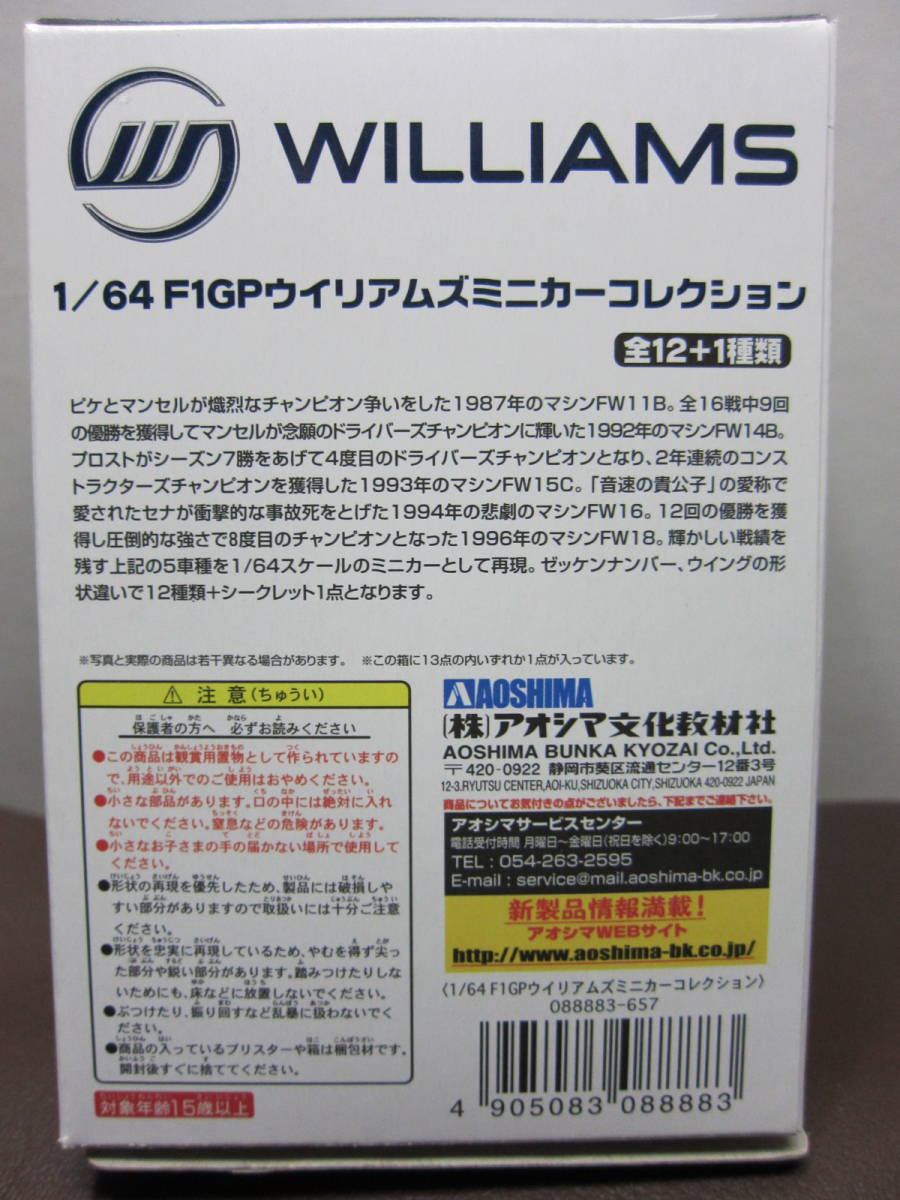 WILLIAMS
1/64 F1GPウイリアムズミニカーコレクション
全12+1種類
ピケとマンセルが熾烈なチャンピオン争いをした1987年のマシンFW11B。全16戦中9回
の優勝を獲得してマンセルが念願のドライバーズチャンピオンに輝いた1992年のマシンFW14B。
プロストがシーズン7勝をあげて4度目のドライバーズチャンピオンとなり、2年連続のコンス
トラクターズチャンピオンを獲得した1993年のマシンFW15C。「音速の貴公子」の愛称で
愛されたセナが衝撃的な事故死をとげた1994年の悲劇のマシンFW16。12回の優勝を獲
得し圧倒的な強さで8度目のチャンピオンとなった1996年のマシンFW18。輝かしい戦績を
残す上記の5車種を1/64スケールのミニカーとして再現。ゼッケンナンバー、ウイングの形
状違いで12種類+シークレット1点となります。
※写真と実際の商品は若干異なる場合があります。 ※この箱に13点の内いずれか1点が入っています。
⚠ 注意(ちゅうい)
保護者の方へ 必ずお読みください
●この商品は観賞用置物として作られていますの
で、用途以外でのご使用はおやめください。
●小さな部品があります。口の中には絶対に入れ
ないでください。窒息などの危険があります。
●小さなお子さまの手の届かない場所で使用して
ください。
●形状の再現を優先したため、製品には破損しや
すい部分がありますので取扱いには十分ご注意
ください。
●形状を忠実に再現しているため、やむを得ず尖っ
た部分や鋭い部分があります。踏みつけたりしな
いためにも、床などに放置しないでください。
●ぶつけたり、振り回すなど乱暴に扱わないでく
ださい。
●商品の入っているブリスターや箱は梱包材です。
開封後すぐに捨ててください。
対象年齢15歳以上
AOSHIMA
(株)アオシマ文化教材社
AOSHIMA BUNKA KYOZAI Co.,Ltd.
〒420-0922 静岡市葵区流通センター12番3号
12-3.RYUTSU CENTER,AOI-KU,SHIZUOKA CITY,SHIZUOKA 420-0922 JAPAN
商品についてお気付きの点がございましたら、下記までご連絡下さい。
アオシマサービスセンター
電話受付時間 月曜日〜金曜日(祝日を除く)9:00〜17:00
TEL : 054-263-2595
E-mail : service@mail.aoshima-bk.co.jp
新製品情報満載!
アオシマWEBサイト
http://www.aoshima-bk.co.jp/
〈1/64 F1GPウイリアムズミニカーコレクション〉
088883-657
4 905083 088883